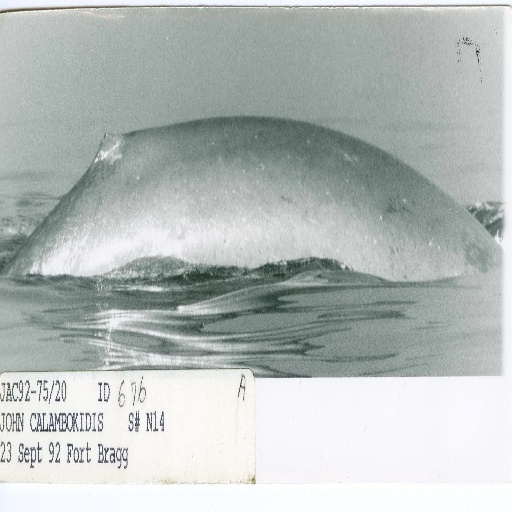 JAC92-75/20 ID 676 A
JOHN CALAMBOKIDIS S# N14
23 Sept 92 Fort Bragg